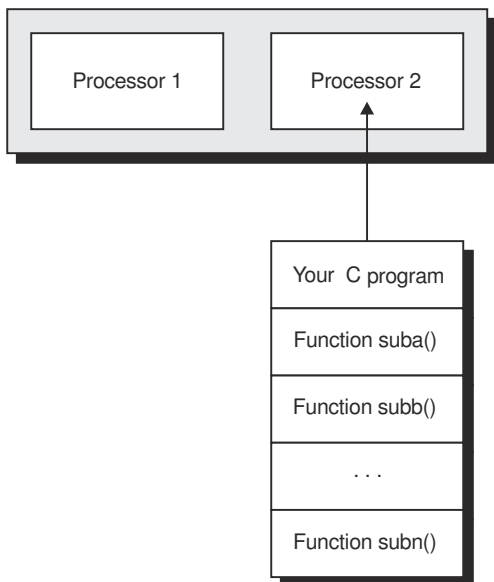 Processor 1
Processor 2
Your C program
Function suba()
Function subb()
. . .
Function subn()